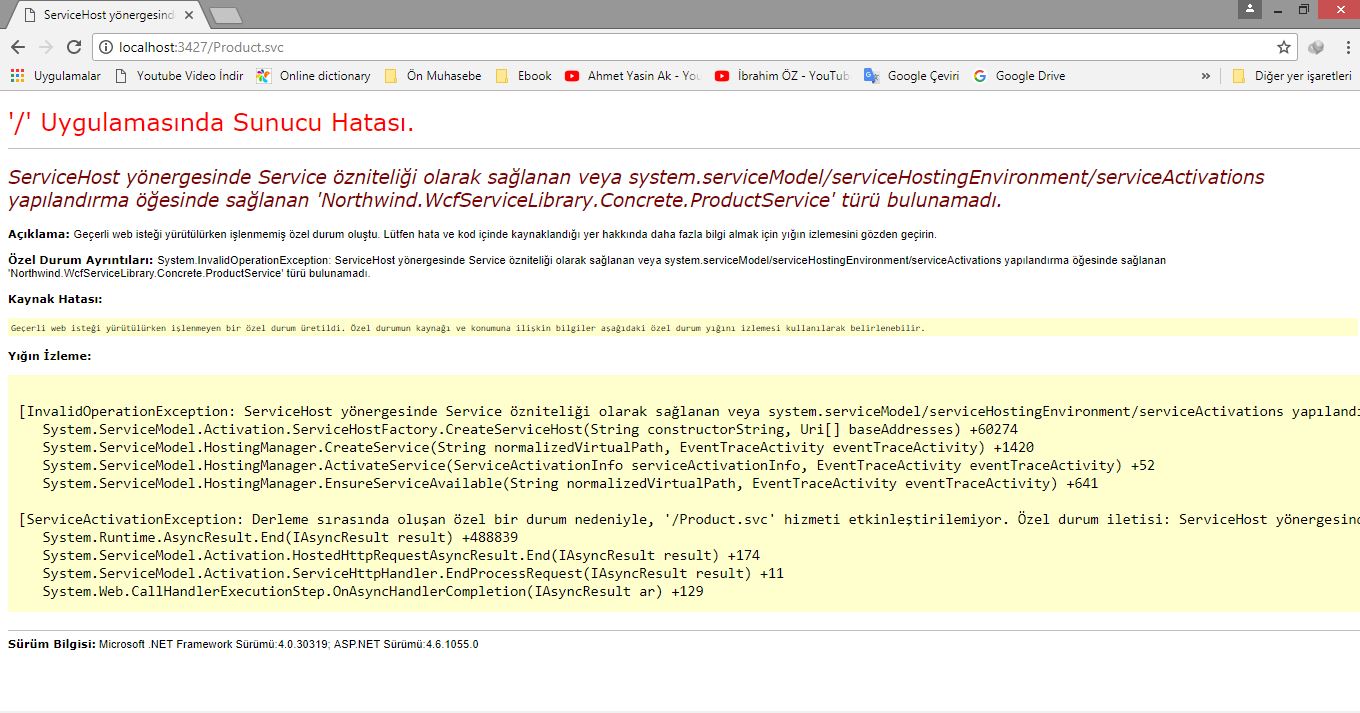 ServiceHost yönergesind
localhost:3427/Product.svc
Uygulamalar Youtube Video İndir Online dictionary Ön Muhasebe Ebook Ahmet Yasin Ak - You İbrahim ÖZ - YouTub Google Çeviri Google Drive » Diğer yer işaretleri
'/' Uygulamasında Sunucu Hatası.
ServiceHost yönergesinde Service özniteliği olarak sağlanan veya system.serviceModel/serviceHostingEnvironment/serviceActivations
yapılandırma öğesinde sağlanan 'Northwind.WcfServiceLibrary.Concrete.ProductService' türü bulunamadı.
Açıklama: Geçerli web isteği yürütülürken işlenmemiş özel durum oluştu. Lütfen hata ve kod içinde kaynaklandığı yer hakkında daha fazla bilgi almak için yığın izlemesini gözden geçirin.
Özel Durum Ayrıntıları: System.InvalidOperationException: ServiceHost yönergesinde Service özniteliği olarak sağlanan veya system.serviceModel/serviceHostingEnvironment/serviceActivations yapılandırma öğesinde sağlanan
'Northwind.WcfServiceLibrary.Concrete.ProductService' türü bulunamadı.
Kaynak Hatası:
Geçerli web isteği yürütülürken işlenmeyen bir özel durum üretildi. Özel durumun kaynağı ve konumuna ilişkin bilgiler aşağıdaki özel durum yığını izlemesi kullanılarak belirlenebilir.
Yığın İzleme:
[InvalidOperationException: ServiceHost yönergesinde Service özniteliği olarak sağlanan veya system.serviceModel/serviceHostingEnvironment/serviceActivations yapıland
System.ServiceModel.Activation.ServiceHostFactory.CreateServiceHost(String constructorString, Uri[] baseAddresses) +60274
System.ServiceModel.HostingManager.CreateService(String normalizedVirtualPath, EventTraceActivity eventTraceActivity) +1420
System.ServiceModel.HostingManager.ActivateService(ServiceActivationInfo serviceActivationInfo, EventTraceActivity eventTraceActivity) +52
System.ServiceModel.HostingManager.EnsureServiceAvailable(String normalizedVirtualPath, EventTraceActivity eventTraceActivity) +641
[ServiceActivationException: Derleme sırasında oluşan özel bir durum nedeniyle, '/Product.svc' hizmeti etkinleştirilemiyor. Özel durum iletisi: ServiceHost yönergesind
System.Runtime.AsyncResult.End(IAsyncResult result) +488839
System.ServiceModel.Activation.HostedHttpRequestAsyncResult.End(IAsyncResult result) +174
System.ServiceModel.Activation.ServiceHttpHandler.EndProcessRequest(IAsyncResult result) +11
System.Web.CallHandlerExecutionStep.OnAsyncHandlerCompletion(IAsyncResult ar) +129
Sürüm Bilgisi: Microsoft .NET Framework Sürümü:4.0.30319; ASP.NET Sürümü:4.6.1055.0